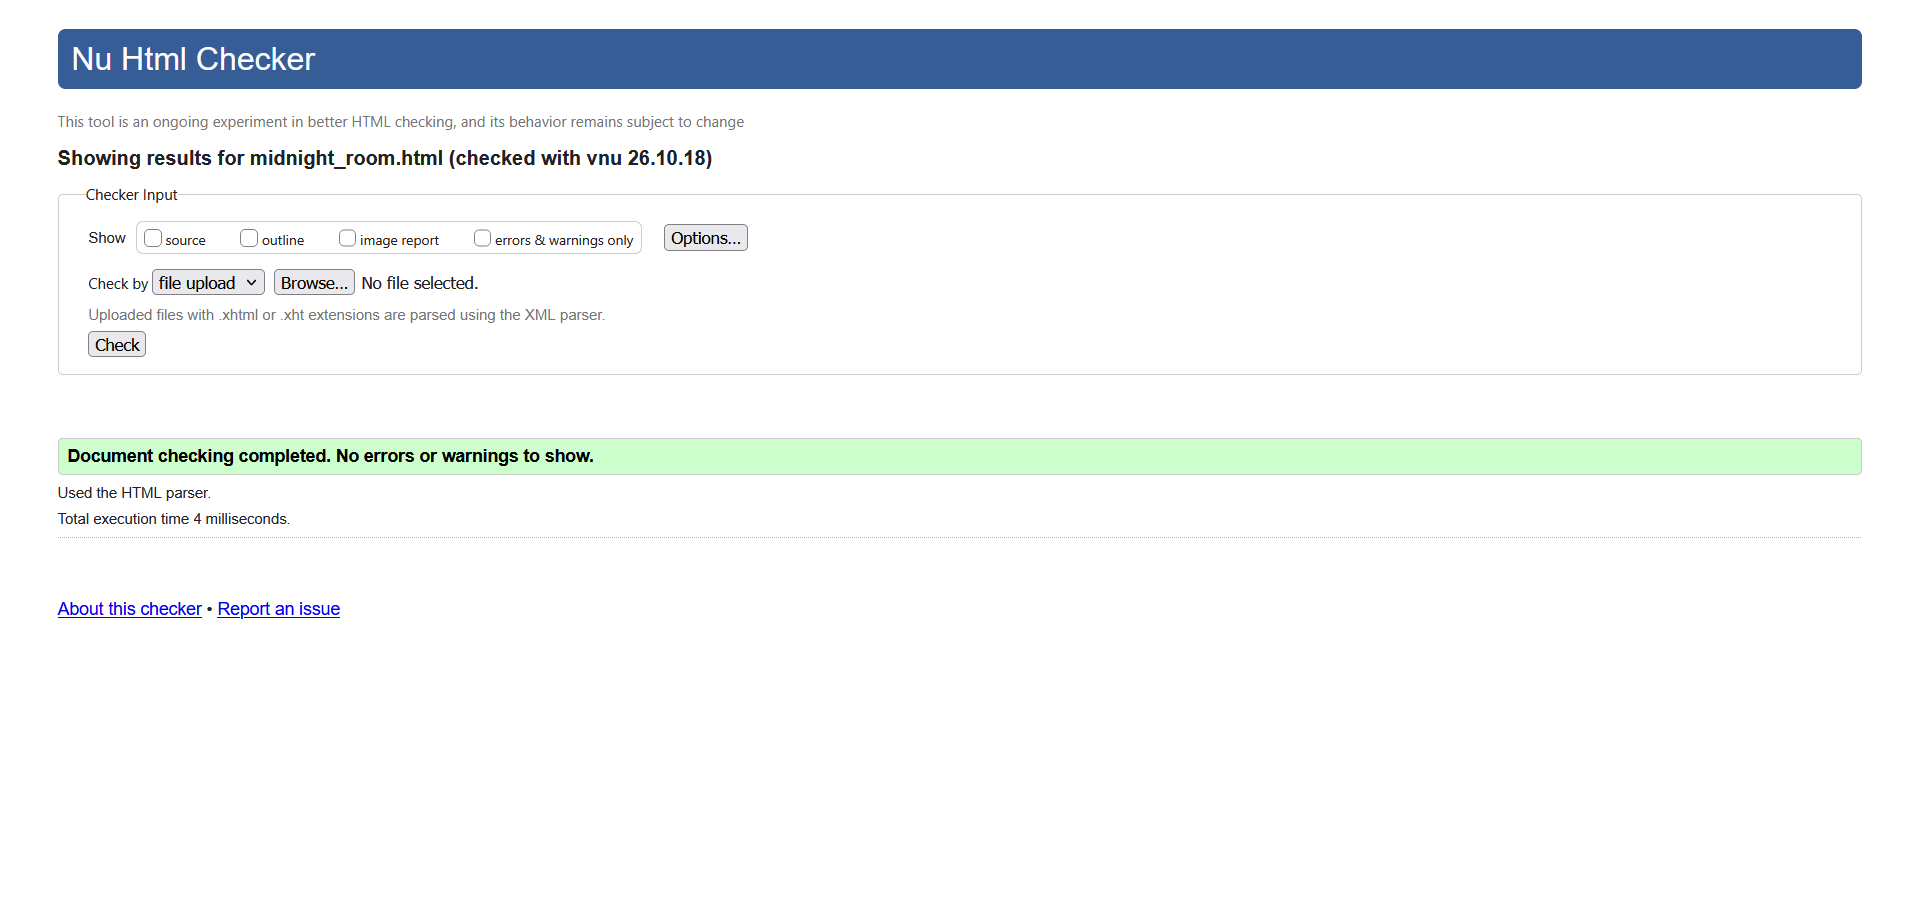 Nu Html Checker
This tool is an ongoing experiment in better HTML checking, and its behavior remains subject to change
Showing results for midnight_room.html (checked with vnu 26.10.18)
Checker Input
Show source outline image report errors & warnings only Options...
Check by file upload Browse... No file selected.
Uploaded files with .xhtml or .xht extensions are parsed using the XML parser.
Check
Document checking completed. No errors or warnings to show.
Used the HTML parser.
Total execution time 4 milliseconds.
About this checker • Report an issue